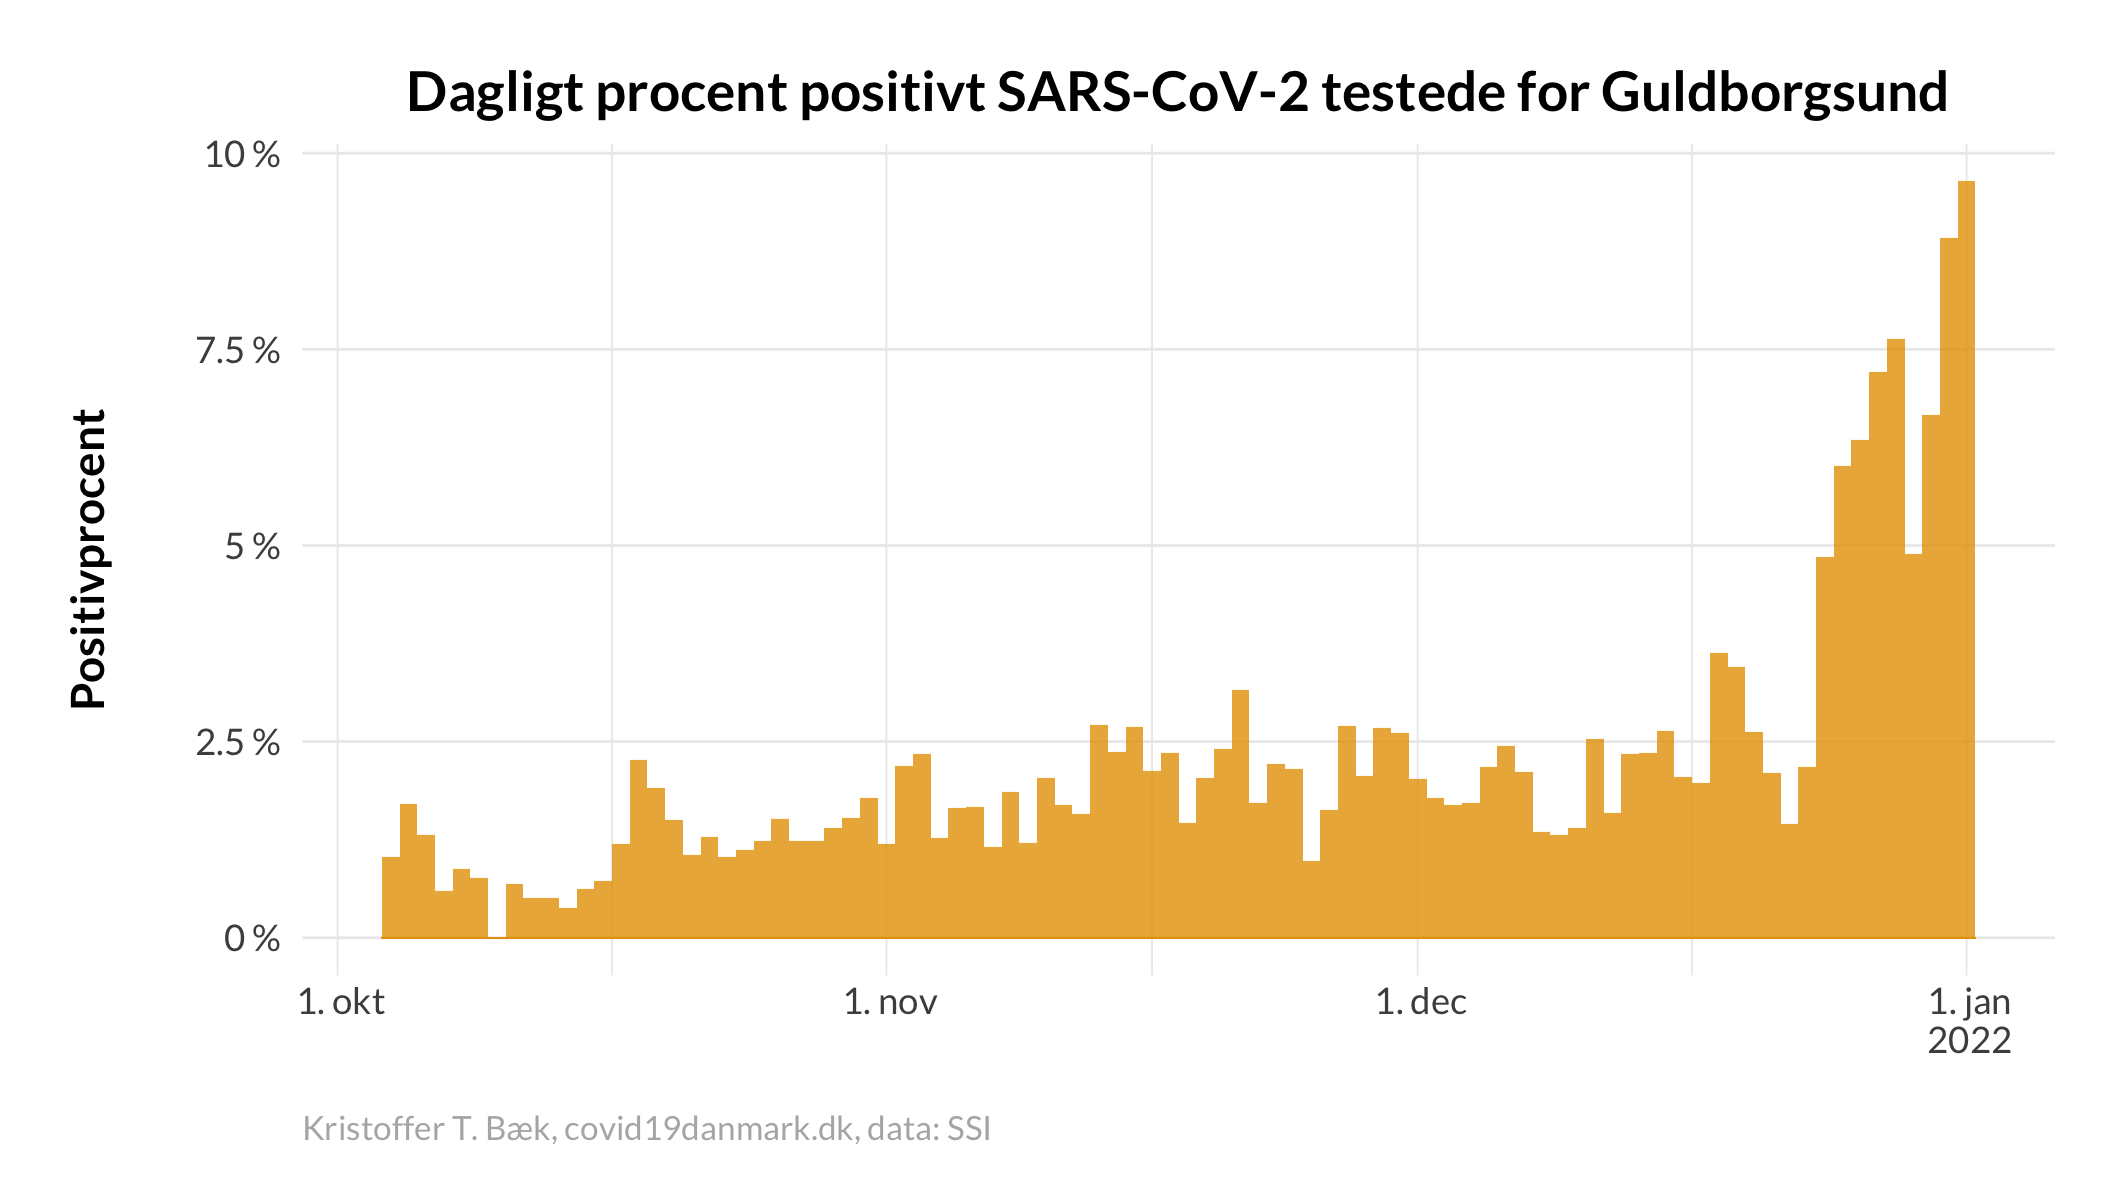 Dagligt procent positivt SARS-CoV-2 testede for Guldborgsund
Positivprocent
10 %
7.5 %
5 %
2.5 %
0 %
1. okt
1. nov
1. dec
1. jan
2022
Kristoffer T. Bæk, covid19danmark.dk, data: SSI